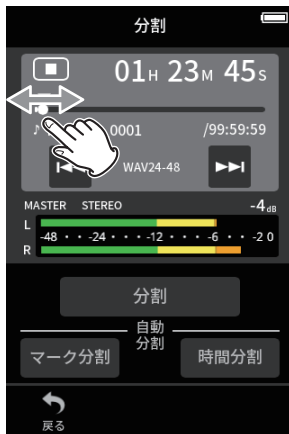 分割
01H 23M 45S
0001 /99:59:59
WAV24-48
MASTER STEREO -4dB
L
-48 ・ ・ -24 ・ ・ ・ -12 ・ ・ ・ -6 ・ ・ -2 0
R
分割
自動
分割
マーク分割 時間分割
戻る